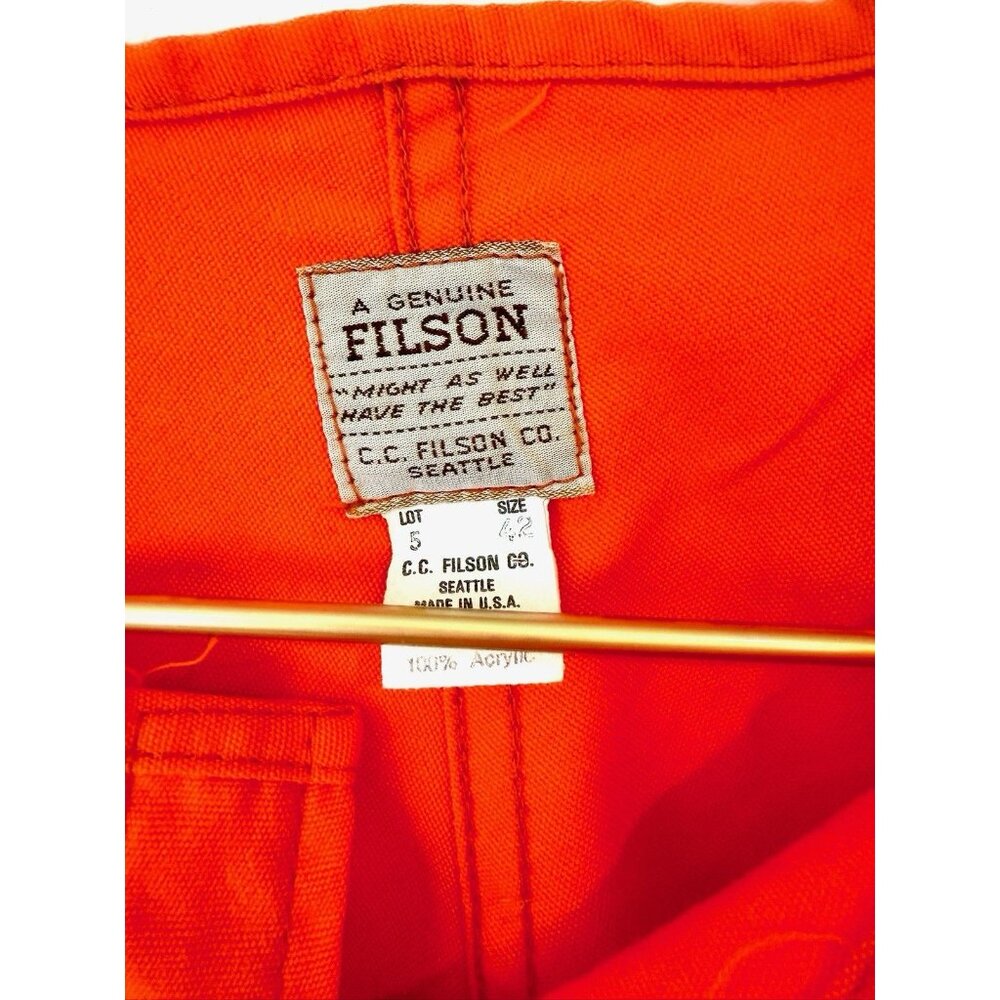 A GENUINE
FILSON
"MIGHT AS WELL
HAVE THE BEST"
C.C. FILSON CO.
SEATTLE
LOT SIZE
5 42
C.C. FILSON CO.
SEATTLE
MADE IN U.S.A.
100% Acrylic